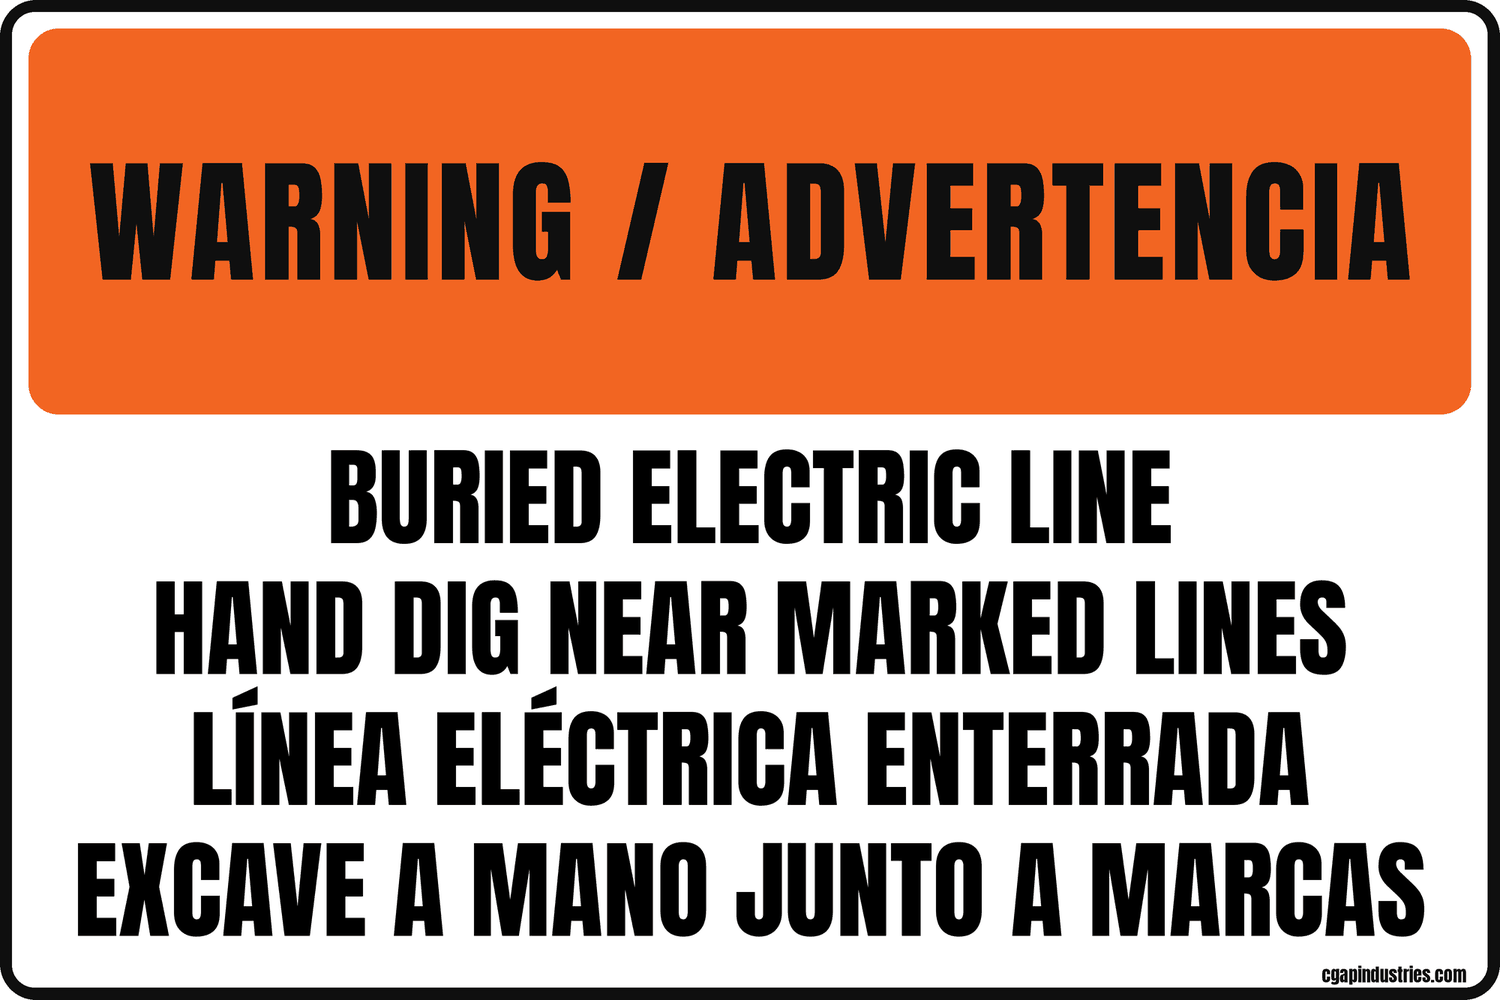 WARNING / ADVERTENCIA
BURIED ELECTRIC LINE
HAND DIG NEAR MARKED LINES
LÍNEA ELÉCTRICA ENTERRADA
EXCAVE A MANO JUNTO A MARCAS
cgapindustries.com